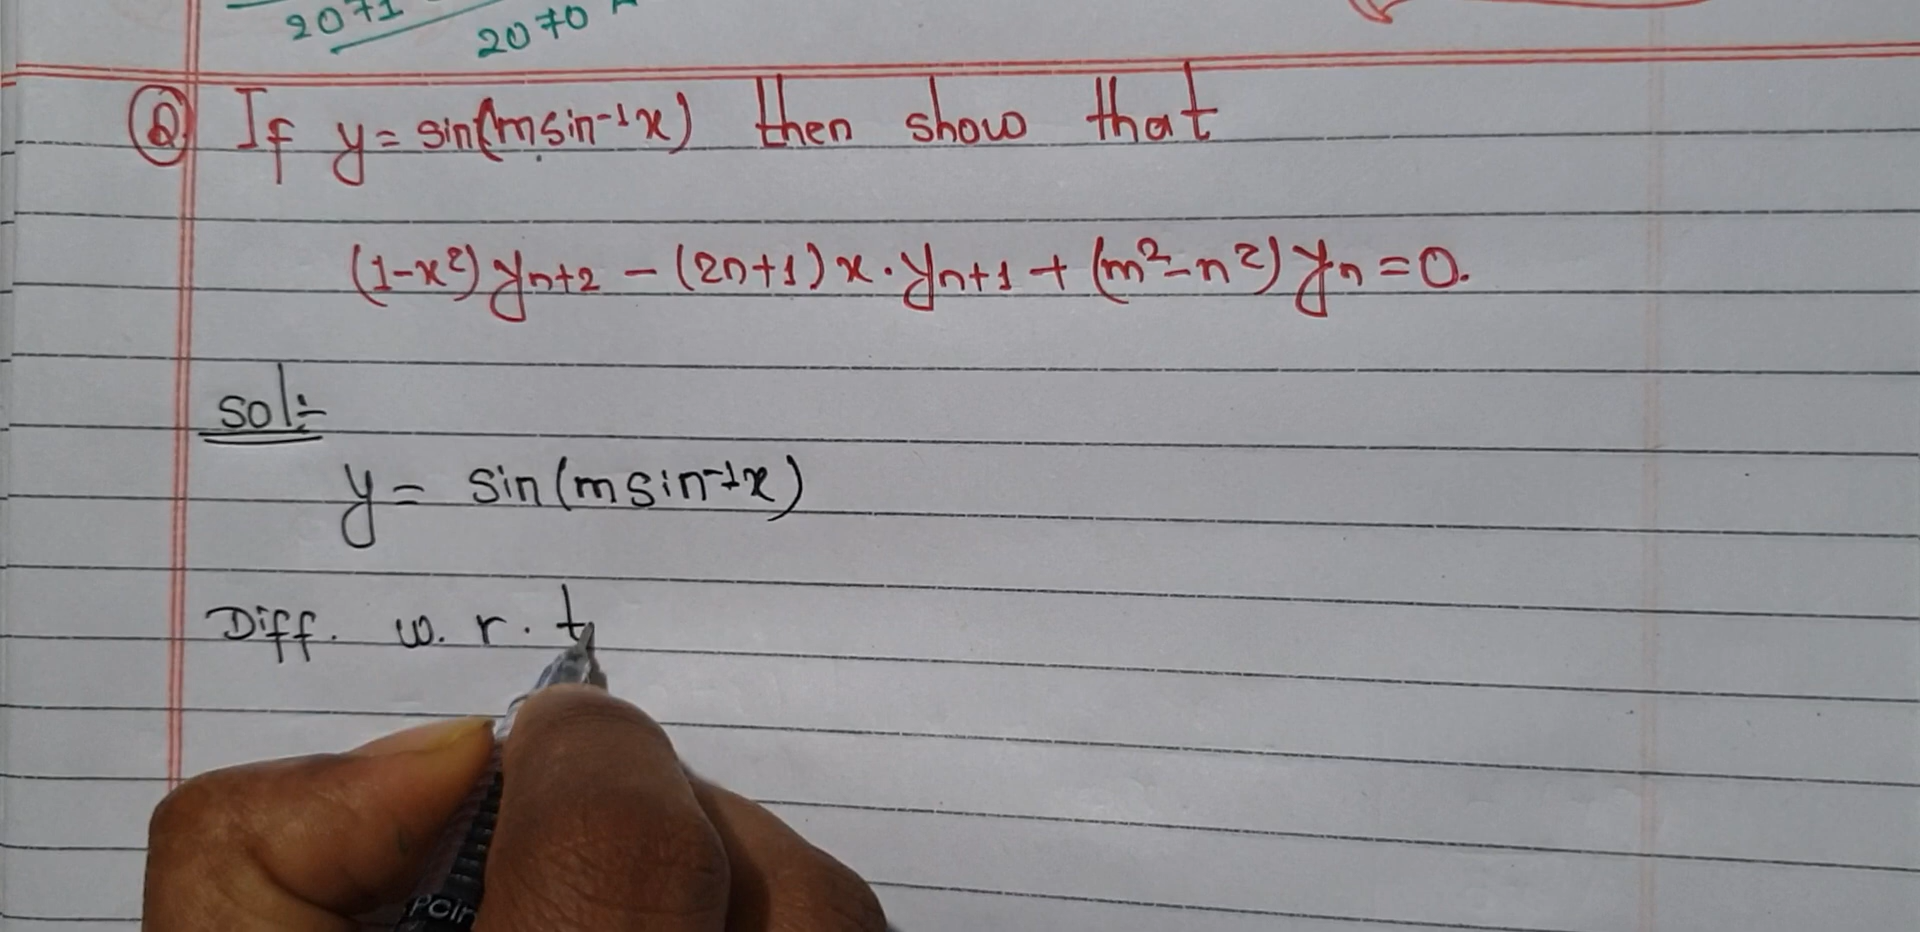 2071
2070
Q If y = sin(m sin⁻¹x) then show that
(1-x²) yn+2 - (2n+1) x · yn+1 + (m²-n²) yn = 0.
Sol:-
y = sin(m sin⁻¹x)
Diff. w. r. t
Poin